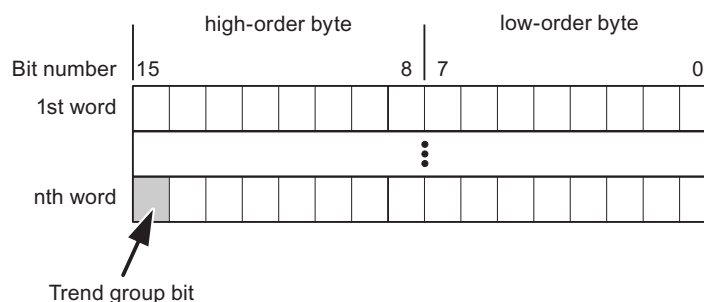 high-order byte low-order byte
Bit number 15 8 7 0
1st word
nth word
Trend group bit